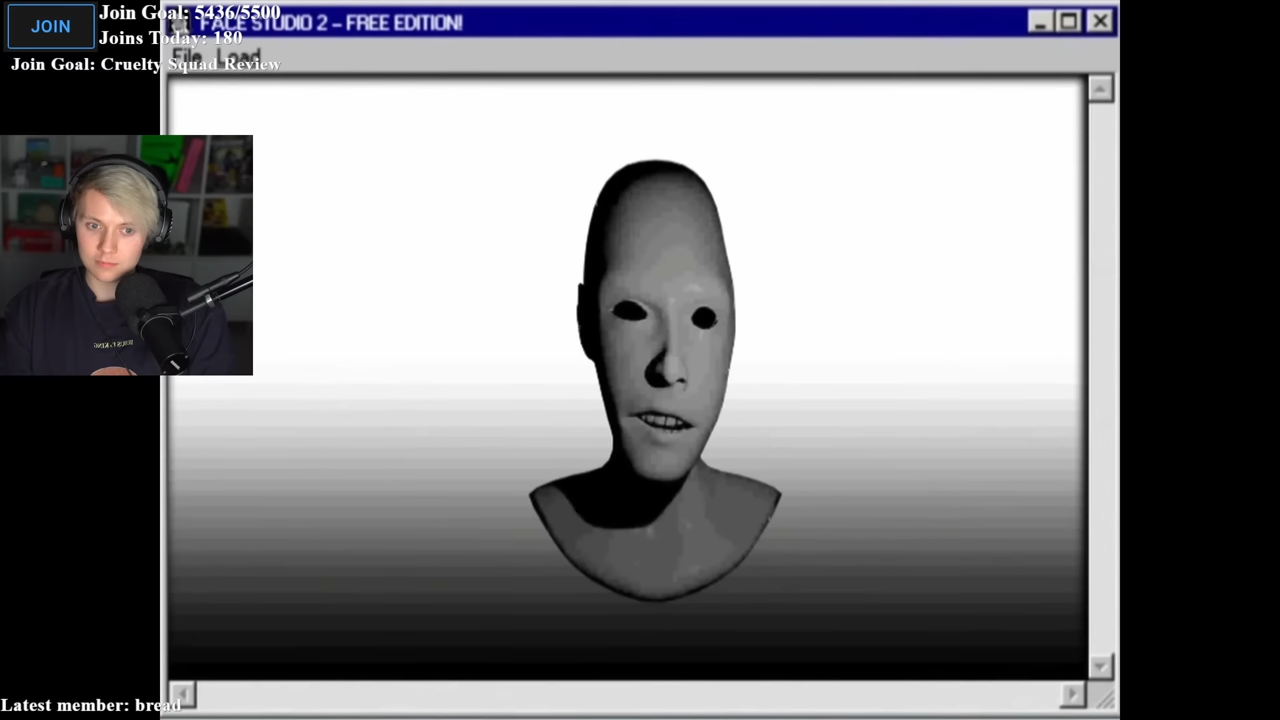 JOIN
Join Goal: 5436/5500
Joins Today: 180
Join Goal: Cruelty Squad Review
FACE STUDIO 2 – FREE EDITION!
File Load
Latest member: bread